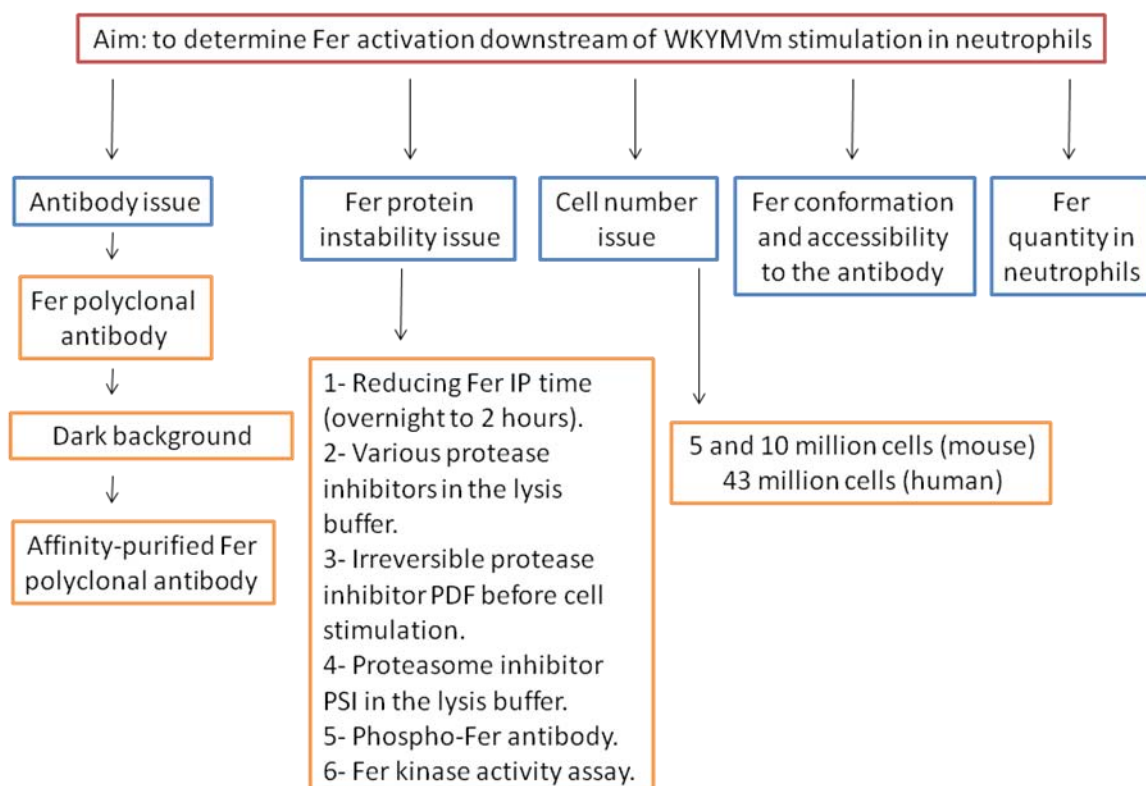 Aim: to determine Fer activation downstream of WKYMVm stimulation in neutrophils
Antibody issue
Fer polyclonal
antibody
Dark background
Affinity-purified Fer
polyclonal antibody
Fer protein
instability issue
1- Reducing Fer IP time
(overnight to 2 hours).
2- Various protease
inhibitors in the lysis
buffer.
3- Irreversible protease
inhibitor PDF before cell
stimulation.
4- Proteasome inhibitor
PSI in the lysis buffer.
5- Phospho-Fer antibody.
6- Fer kinase activity assay.
Cell number
issue
5 and 10 million cells (mouse)
43 million cells (human)
Fer conformation
and accessibility
to the antibody
Fer
quantity in
neutrophils